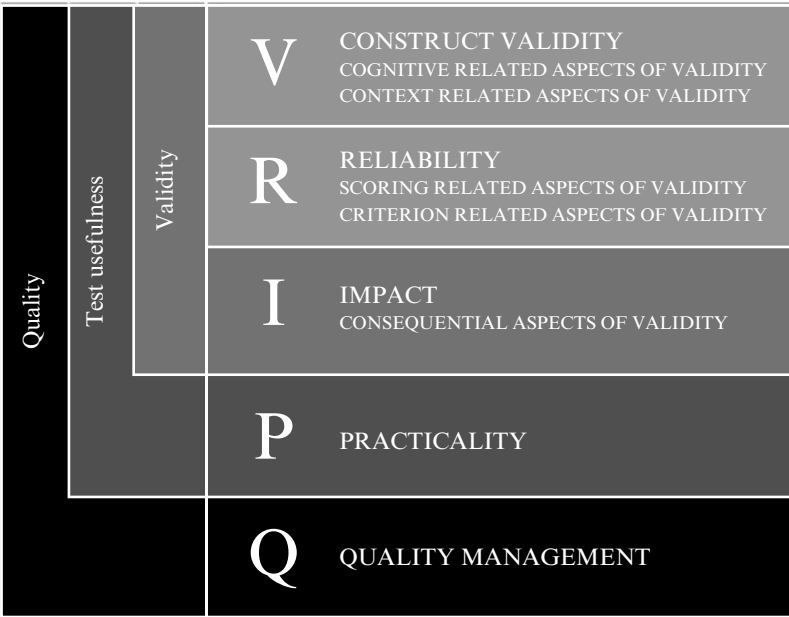 Quality
Test usefulness
Validity
V
CONSTRUCT VALIDITY
COGNITIVE RELATED ASPECTS OF VALIDITY
CONTEXT RELATED ASPECTS OF VALIDITY
R
RELIABILITY
SCORING RELATED ASPECTS OF VALIDITY
CRITERION RELATED ASPECTS OF VALIDITY
I
IMPACT
CONSEQUENTIAL ASPECTS OF VALIDITY
P
PRACTICALITY
Q
QUALITY MANAGEMENT